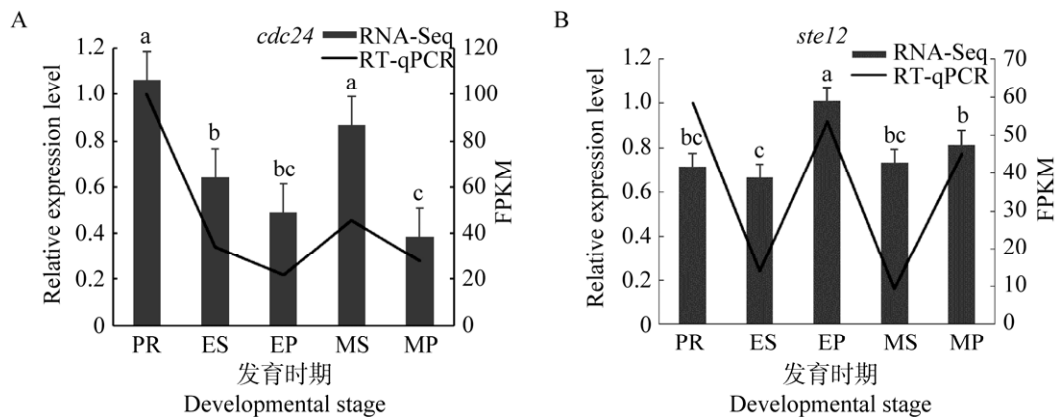 A
cdc24
RNA-Seq
RT-qPCR
Relative expression level
1.2
1.0
0.8
0.6
0.4
0.2
0
a
b
bc
a
c
120
100
80
60
40
20
0
FPKM
PR ES EP MS MP
发育时期
Developmental stage
B
ste12
RNA-Seq
RT-qPCR
Relative expression level
1.2
1.0
0.8
0.6
0.4
0.2
0
bc
c
a
bc
b
70
60
50
40
30
20
10
0
FPKM
PR ES EP MS MP
发育时期
Developmental stage